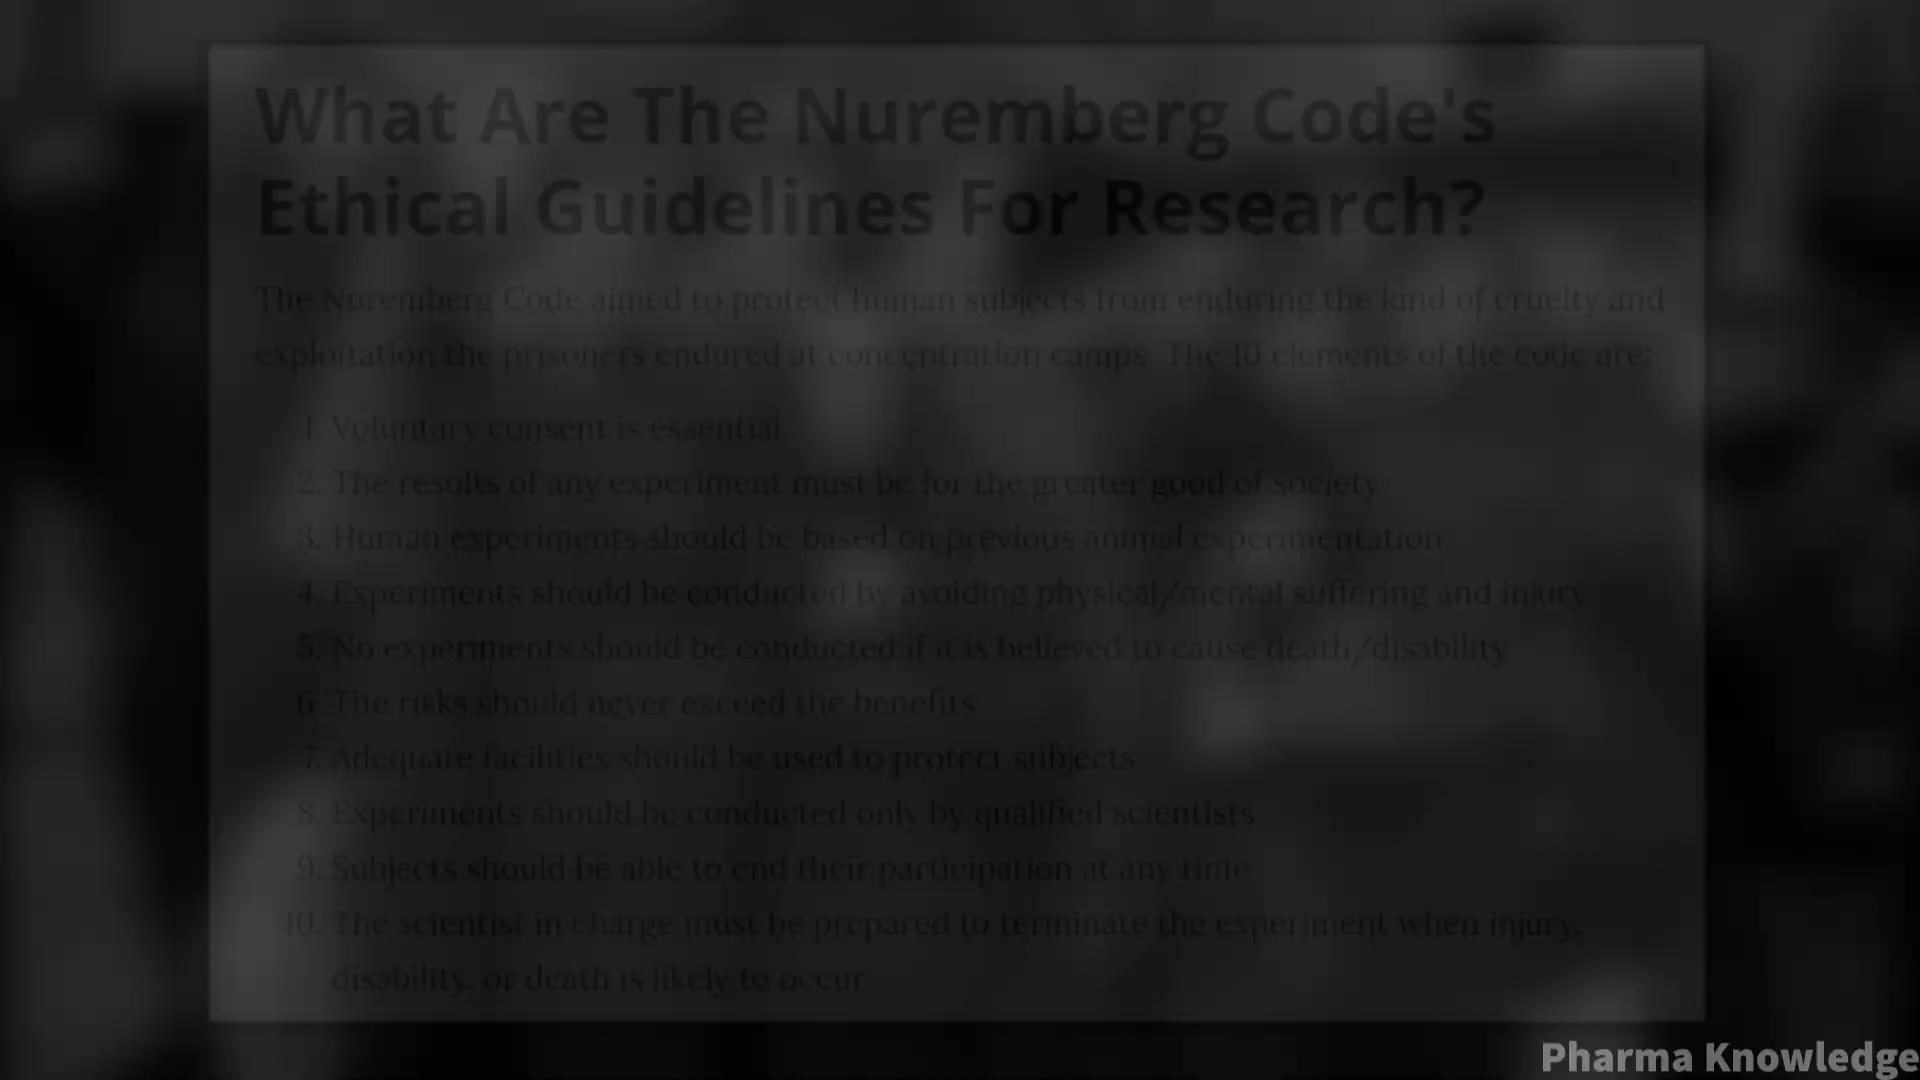 What Are The Nuremberg Code's
Ethical Guidelines For Research?
The Nuremberg Code aimed to protect human subjects from enduring the kind of cruelty and
exploitation the prisoners endured at concentration camps. The 10 elements of the code are:
1. Voluntary consent is essential
2. The results of any experiment must be for the greater good of society
3. Human experiments should be based on previous animal experimentation
4. Experiments should be conducted by avoiding physical/mental suffering and injury
5. No experiments should be conducted if it is believed to cause death/disability
6. The risks should never exceed the benefits
7. Adequate facilities should be used to protect subjects
8. Experiments should be conducted only by qualified scientists
9. Subjects should be able to end their participation at any time
10. The scientist in charge must be prepared to terminate the experiment when injury,
disability, or death is likely to occur
Pharma Knowledge